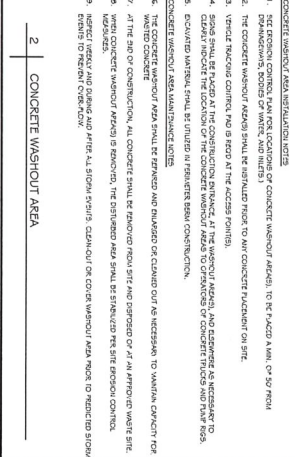 CONCRETE WASHOUT AREA INSTALLATION NOTES
1. SEE EROSION CONTROL PLAN FOR LOCATIONS OF CONCRETE WASHOUT AREA(S). TO BE PLACED A MIN. OF 50' FROM
DRAINAGEWAYS, BODIES OF WATER, AND INLETS.)
2. THE CONCRETE WASHOUT AREA(S) SHALL BE INSTALLED PRIOR TO ANY CONCRETE PLACEMENT ON SITE.
3. VEHICLE TRACKING CONTROL PAD IS REQ'D AT THE ACCESS POINT(S).
4. SIGNS SHALL BE PLACED AT THE CONSTRUCTION ENTRANCE, AT THE WASHOUT AREA(S), AND ELSEWHERE AS NECESSARY TO
CLEARLY INDICATE THE LOCATION OF THE CONCRETE WASHOUT AREAS TO OPERATORS OF CONCRETE TRUCKS AND PUMP RIGS.
5. EXCAVATED MATERIAL SHALL BE UTILIZED IN PERIMETER BERM CONSTRUCTION.
CONCRETE WASHOUT AREA MAINTENANCE NOTES
6. THE CONCRETE WASHOUT AREA SHALL BE REPAIRED AND ENLARGED OR CLEANED OUT AS NECESSARY TO MAINTAIN CAPACITY FOR
WASTED CONCRETE.
7. AT THE END OF CONSTRUCTION, ALL CONCRETE SHALL BE REMOVED FROM SITE AND DISPOSED OF AT AN APPROVED WASTE SITE.
8. WHEN CONCRETE WASHOUT AREA(S) IS REMOVED, THE DISTURBED AREA SHALL BE STABILIZED PER SITE EROSION CONTROL
MEASURES.
9. INSPECT WEEKLY AND DURING AND AFTER ALL STORM EVENTS. CLEAN-OUT OR COVER WASHOUT AREA PRIOR TO PREDICTED STORM
EVENTS TO PREVENT OVER-FLOW.
2 CONCRETE WASHOUT AREA